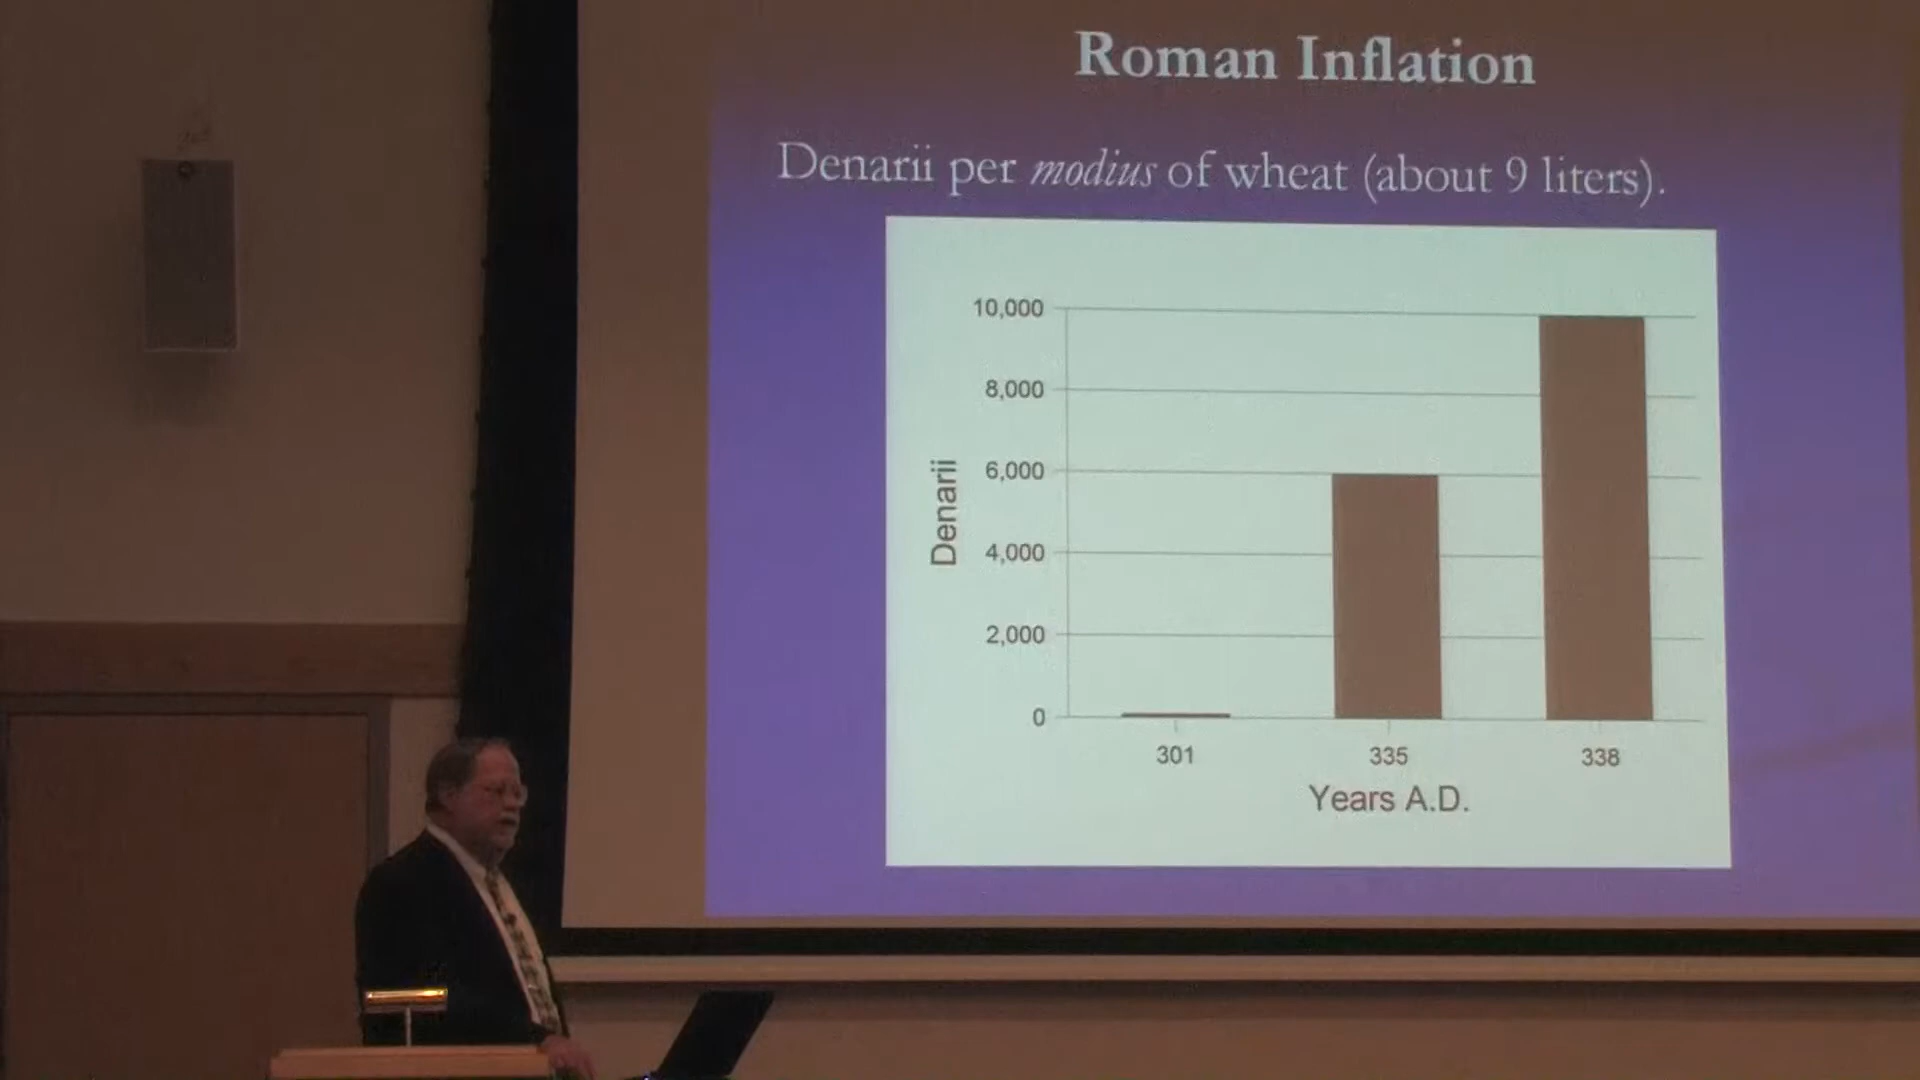 Roman Inflation
Denarii per modius of wheat (about 9 liters).
10,000
8,000
6,000
4,000
2,000
0
Denarii
301 335 338
Years A.D.